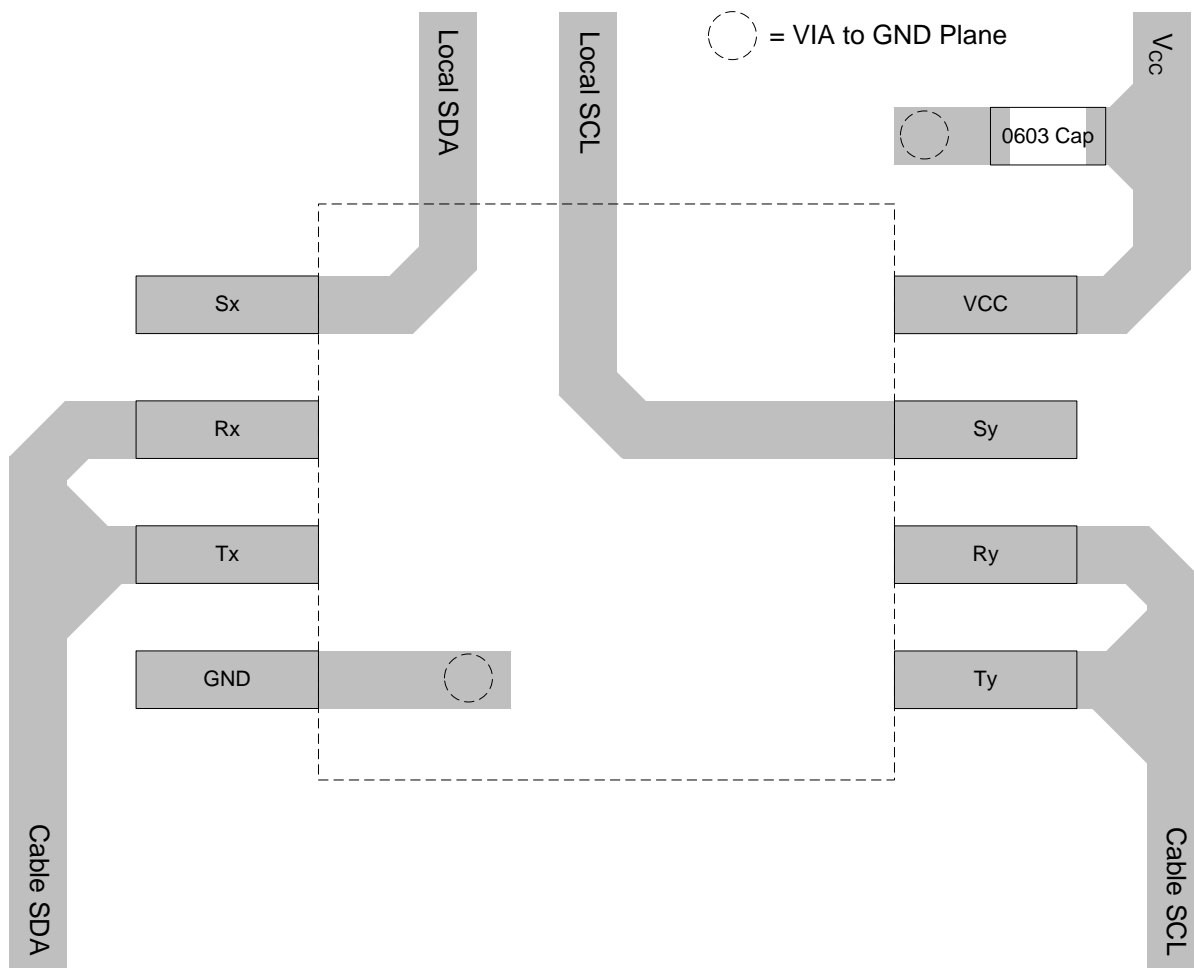 Local SDA
Local SCL
= VIA to GND Plane
VCC
0603 Cap
Sx
VCC
Rx
Sy
Tx
Ry
GND
Ty
Cable SDA
Cable SCL